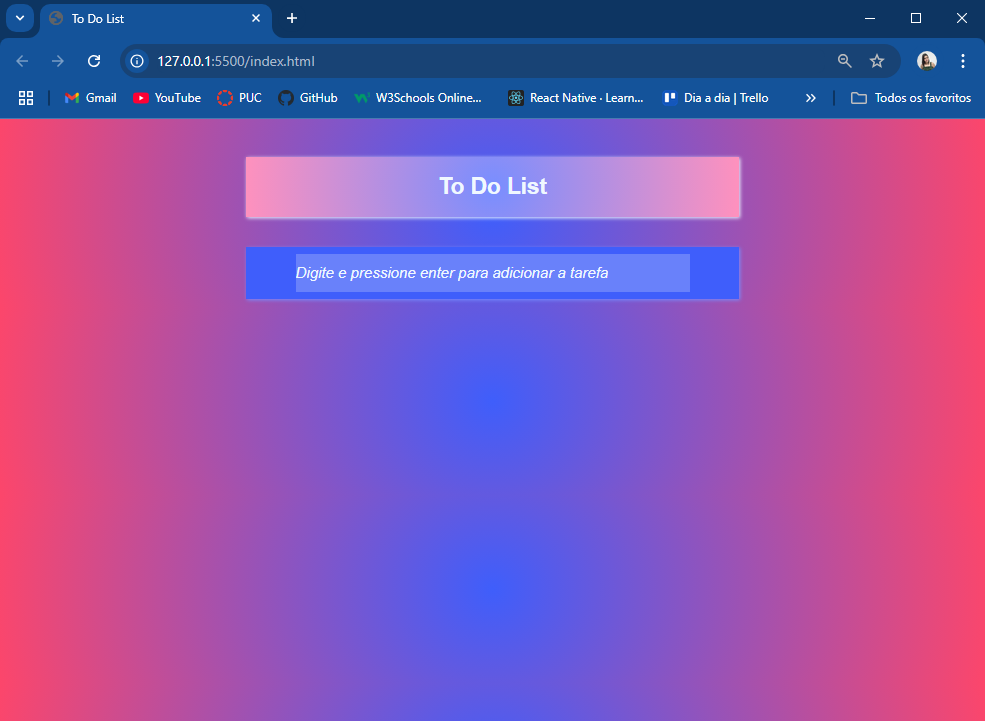 To Do List
127.0.0.1:5500/index.html
Gmail YouTube PUC GitHub W3Schools Online... React Native · Learn... Dia a dia | Trello Todos os favoritos
To Do List
Digite e pressione enter para adicionar a tarefa